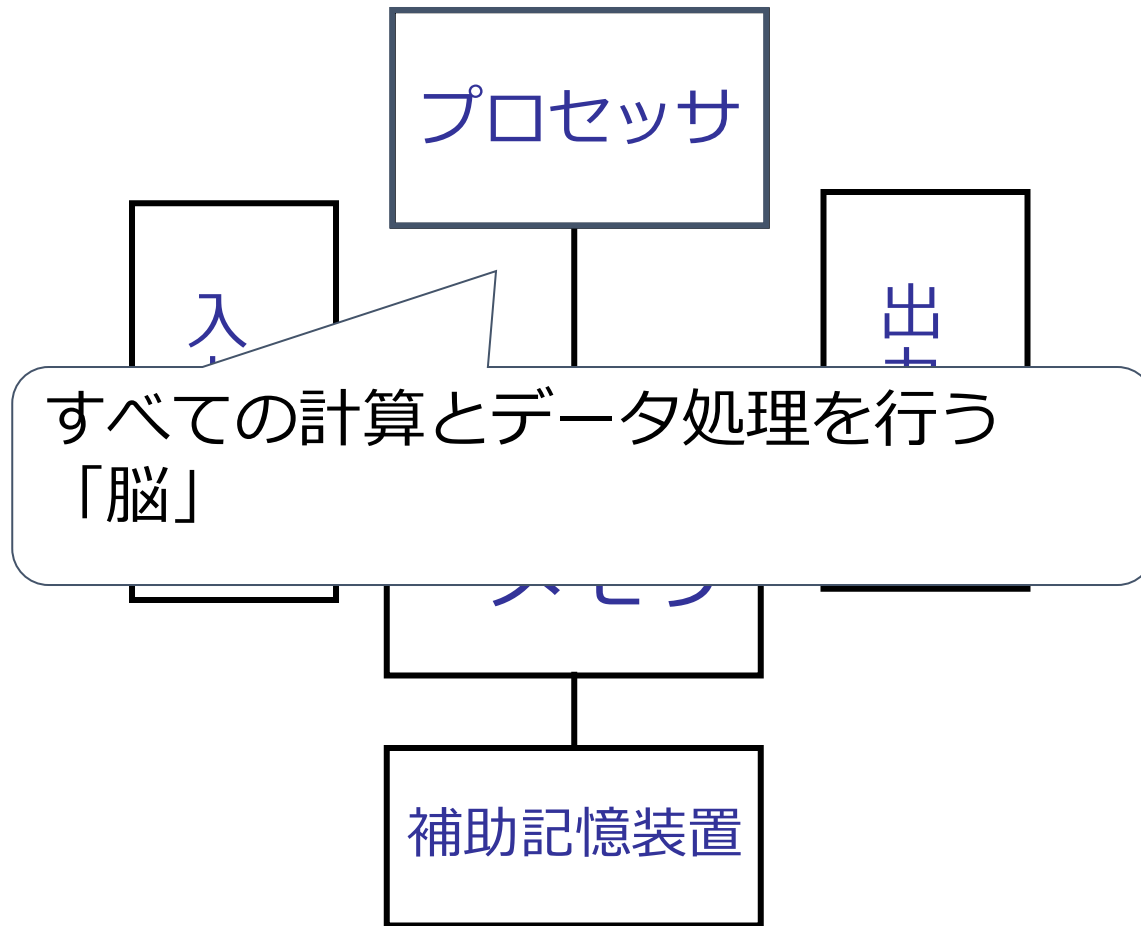 プロセッサ
入
出
すべての計算とデータ処理を行う
「脳」
補助記憶装置